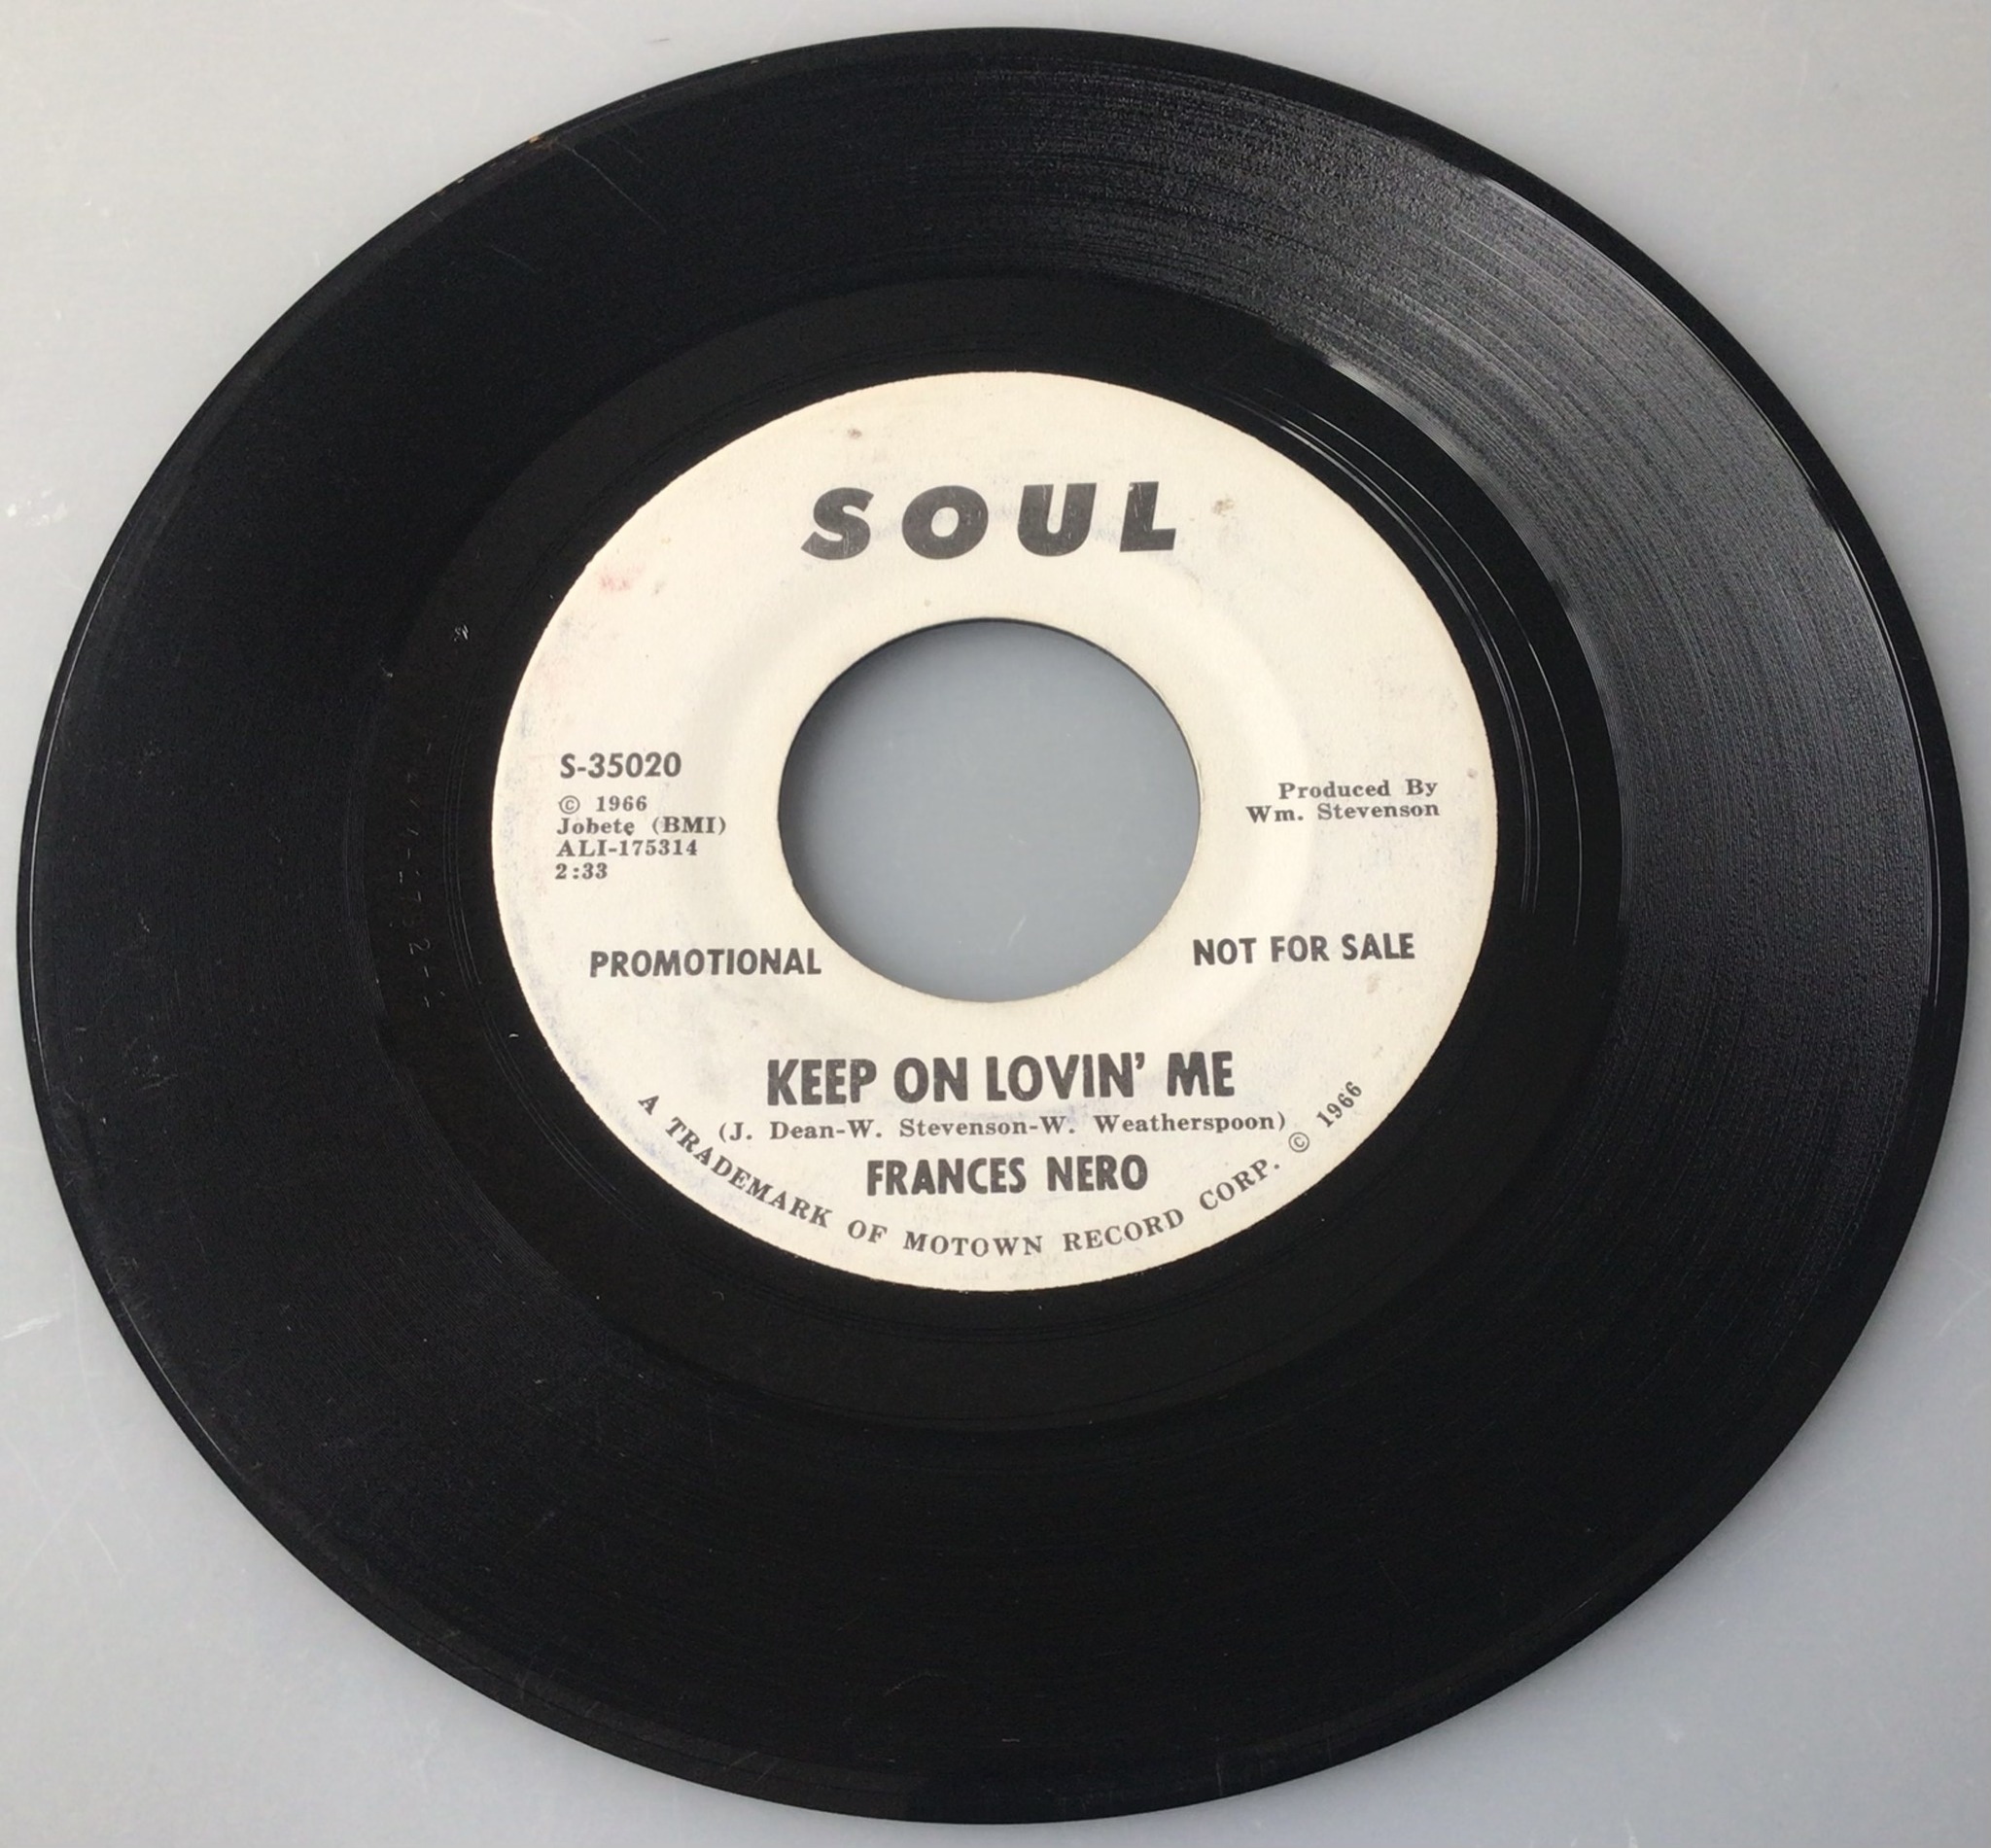 SOUL
S-35020
© 1966
Jobete (BMI)
ALI-175314
2:33
Produced By
Wm. Stevenson
PROMOTIONAL
NOT FOR SALE
KEEP ON LOVIN' ME
(J. Dean-W. Stevenson-W. Weatherspoon)
FRANCES NERO
A TRADEMARK OF MOTOWN RECORD CORP. © 1966